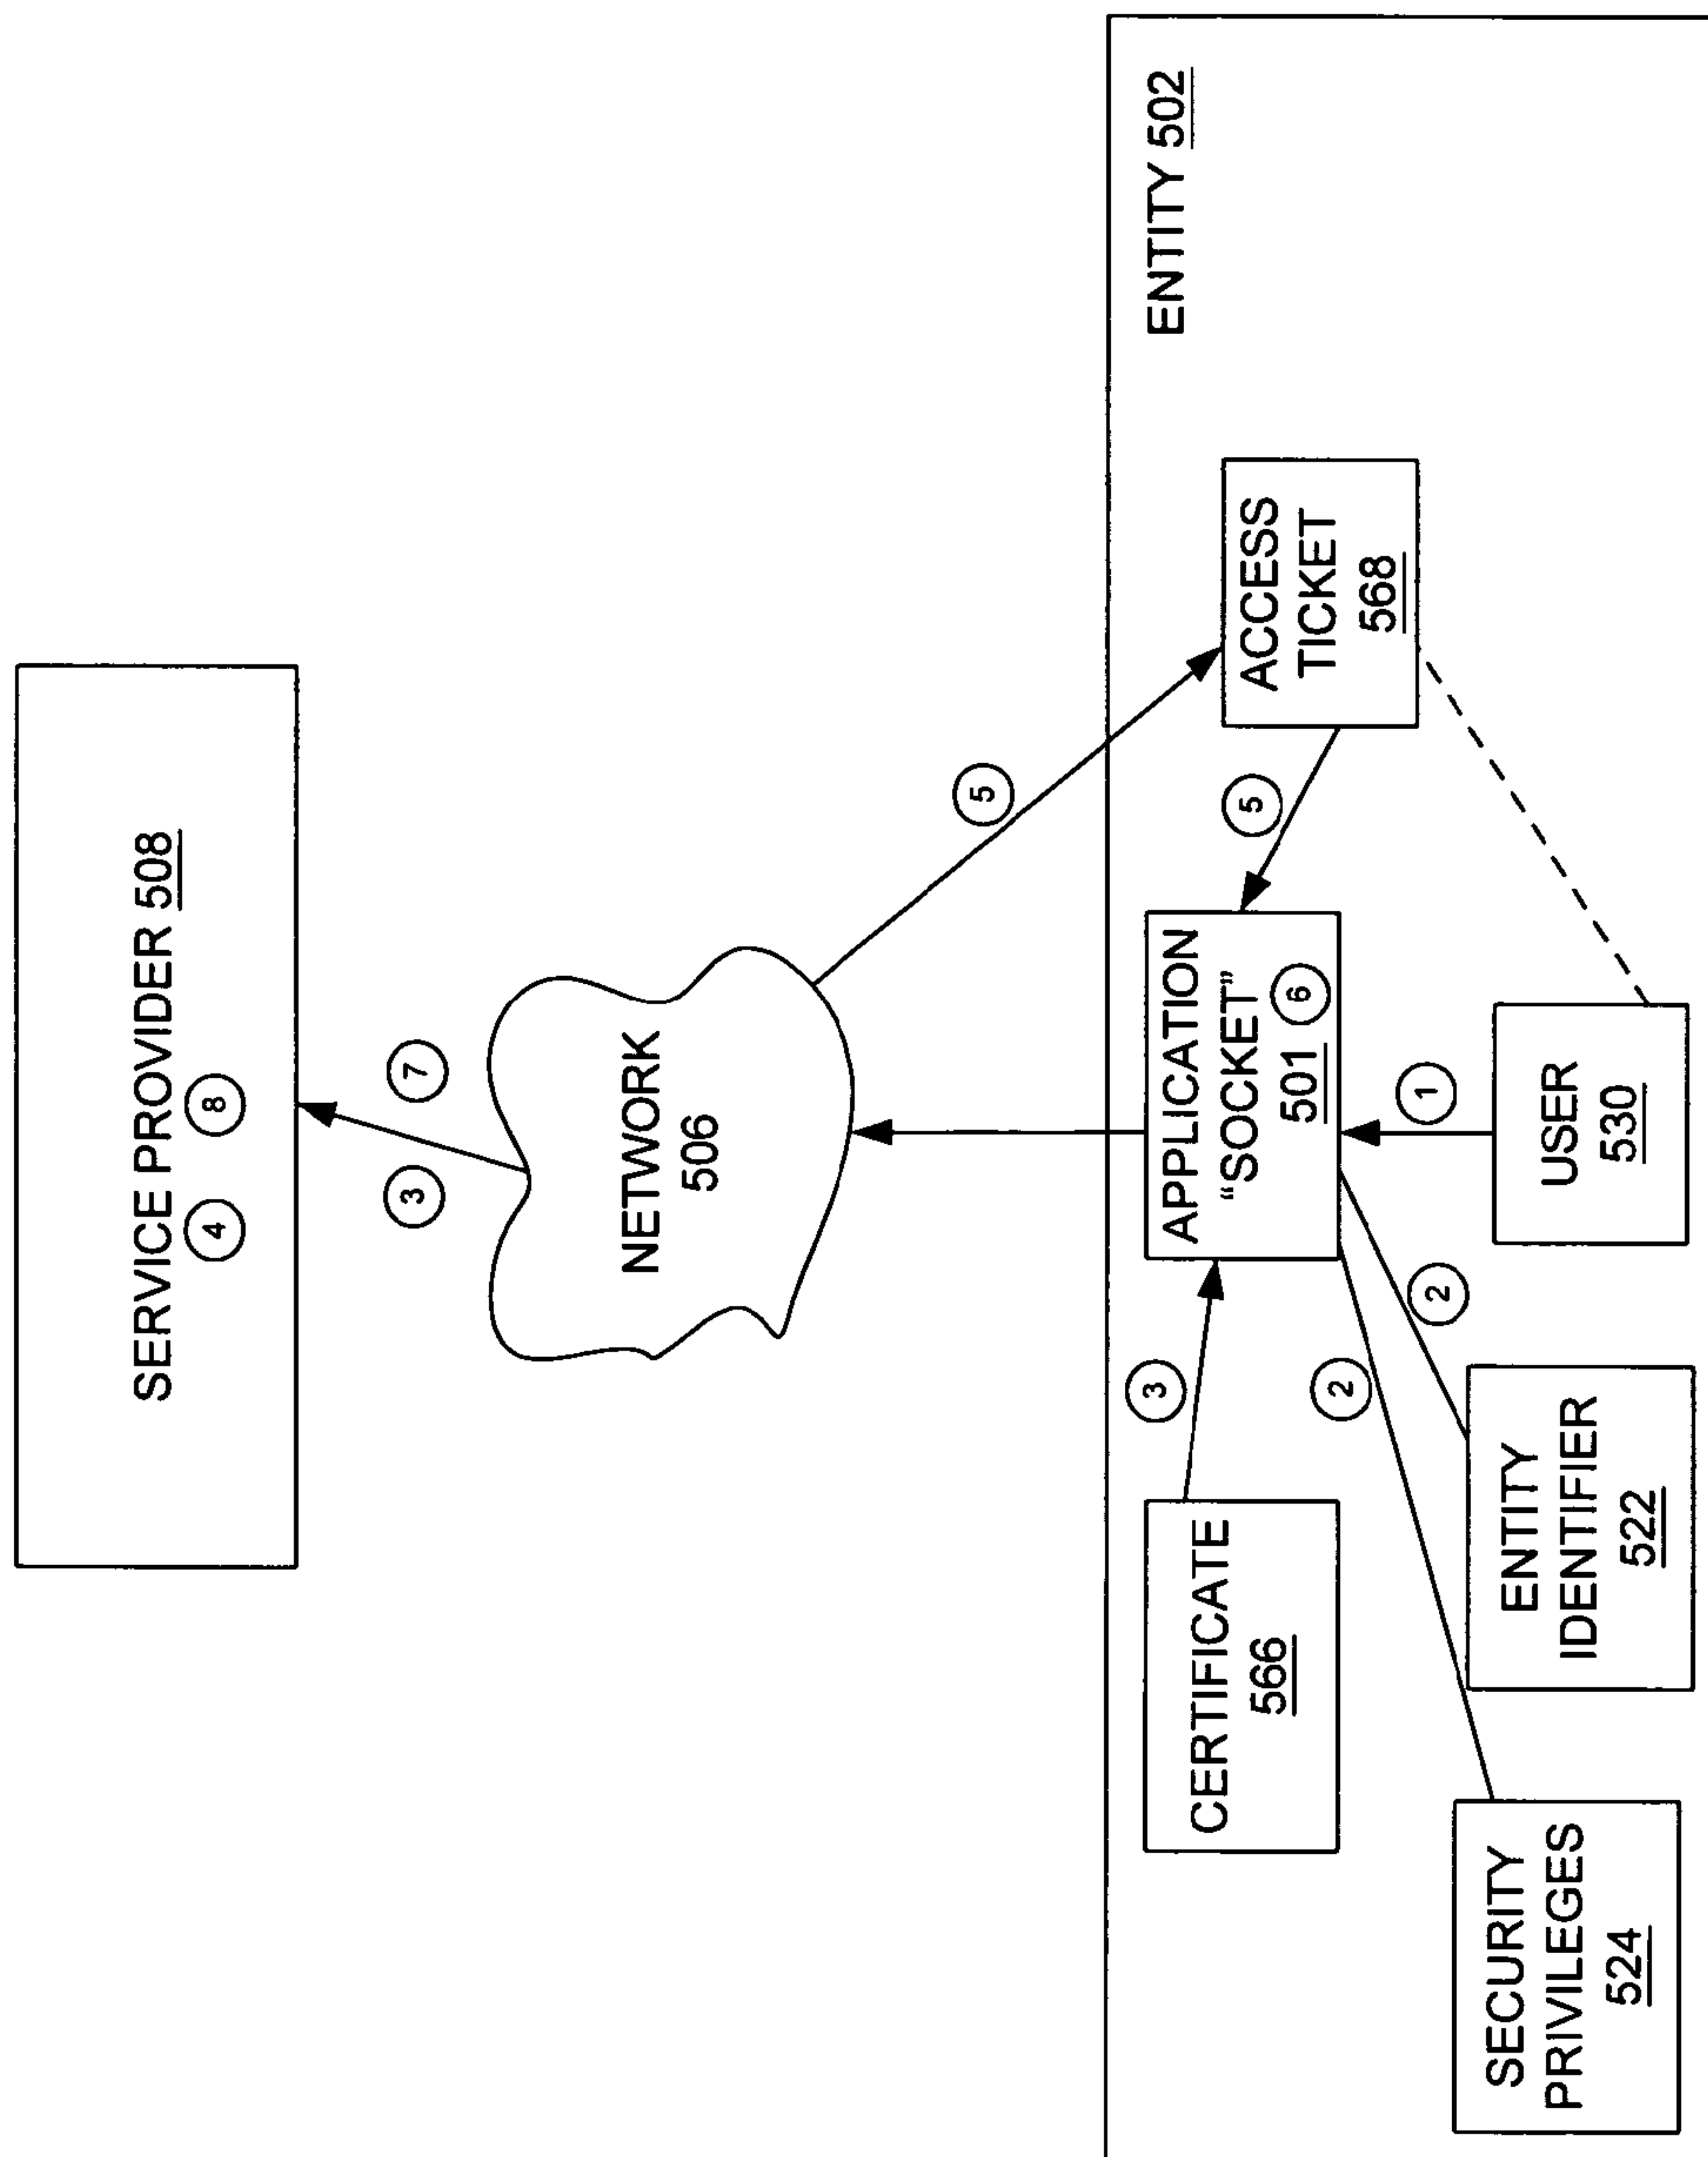 SERVICE PROVIDER 508
4
8
3
7
NETWORK
506
5
ENTITY 502
CERTIFICATE
566
3
APPLICATION
"SOCKET"
501 6
5
ACCESS
TICKET
568
2
2
1
SECURITY
PRIVILEGES
524
ENTITY
IDENTIFIER
522
USER
530